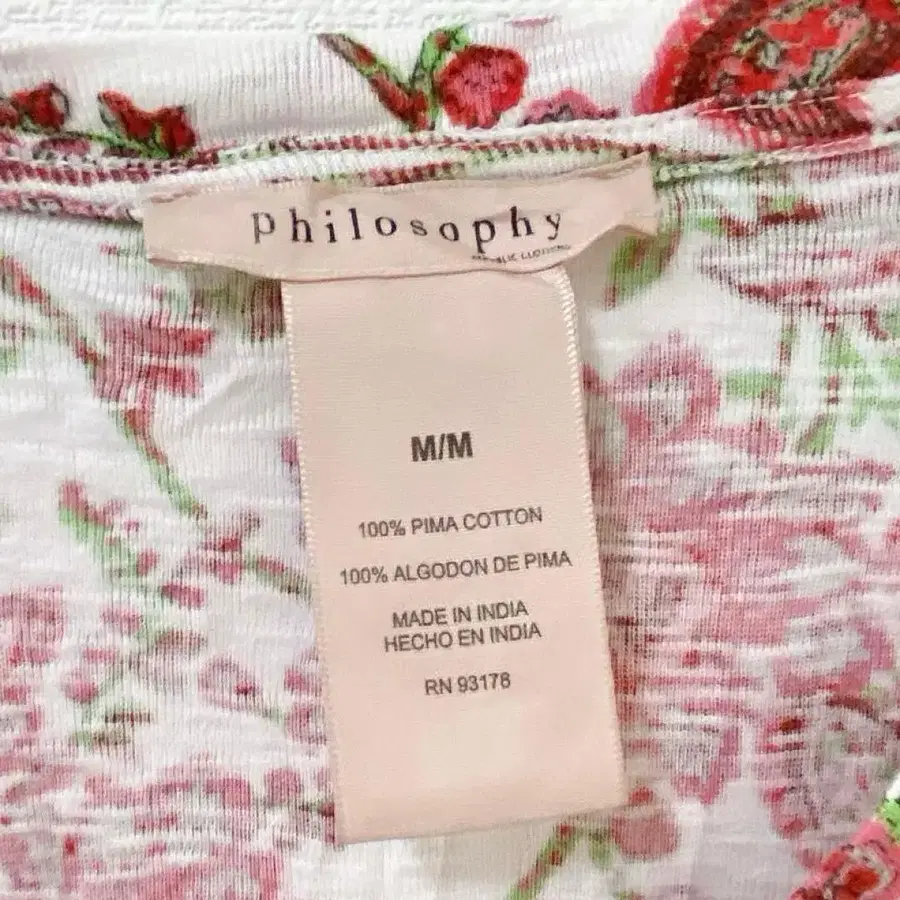 philosophy
M/M
100% PIMA COTTON
100% ALGODON DE PIMA
MADE IN INDIA
HECHO EN INDIA
RN 93178